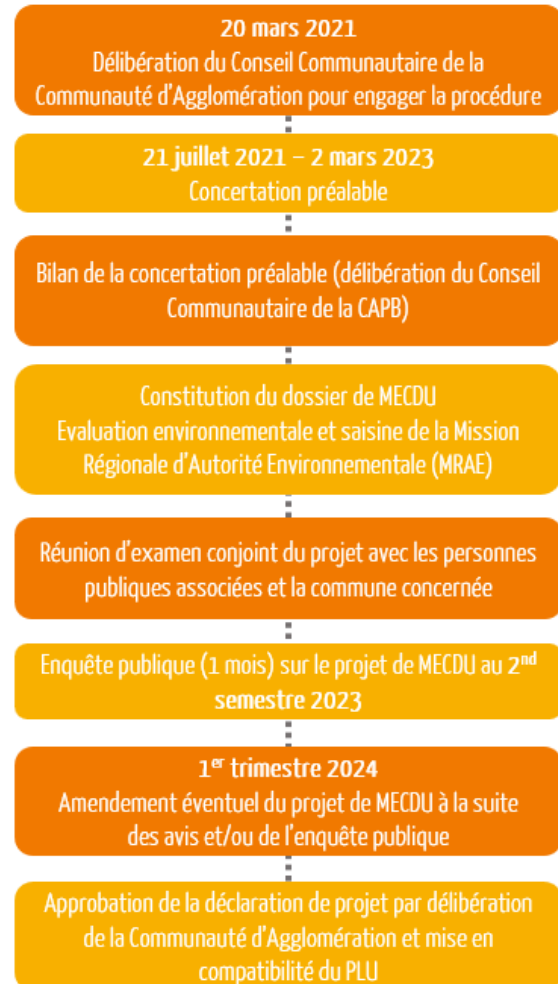 20 mars 2021
Délibération du Conseil Communautaire de la
Communauté d'Agglomération pour engager la procédure
21 juillet 2021 – 2 mars 2023
Concertation préalable
Bilan de la concertation préalable (délibération du Conseil
Communautaire de la CAPB)
Constitution du dossier de MECDU
Evaluation environnementale et saisine de la Mission
Régionale d'Autorité Environnementale (MRAE)
Réunion d'examen conjoint du projet avec les personnes
publiques associées et la commune concernée
Enquête publique (1 mois) sur le projet de MECDU au 2nd
semestre 2023
1er trimestre 2024
Amendement éventuel du projet de MECDU à la suite
des avis et/ou de l'enquête publique
Approbation de la déclaration de projet par délibération
de la Communauté d'Agglomération et mise en
compatibilité du PLU